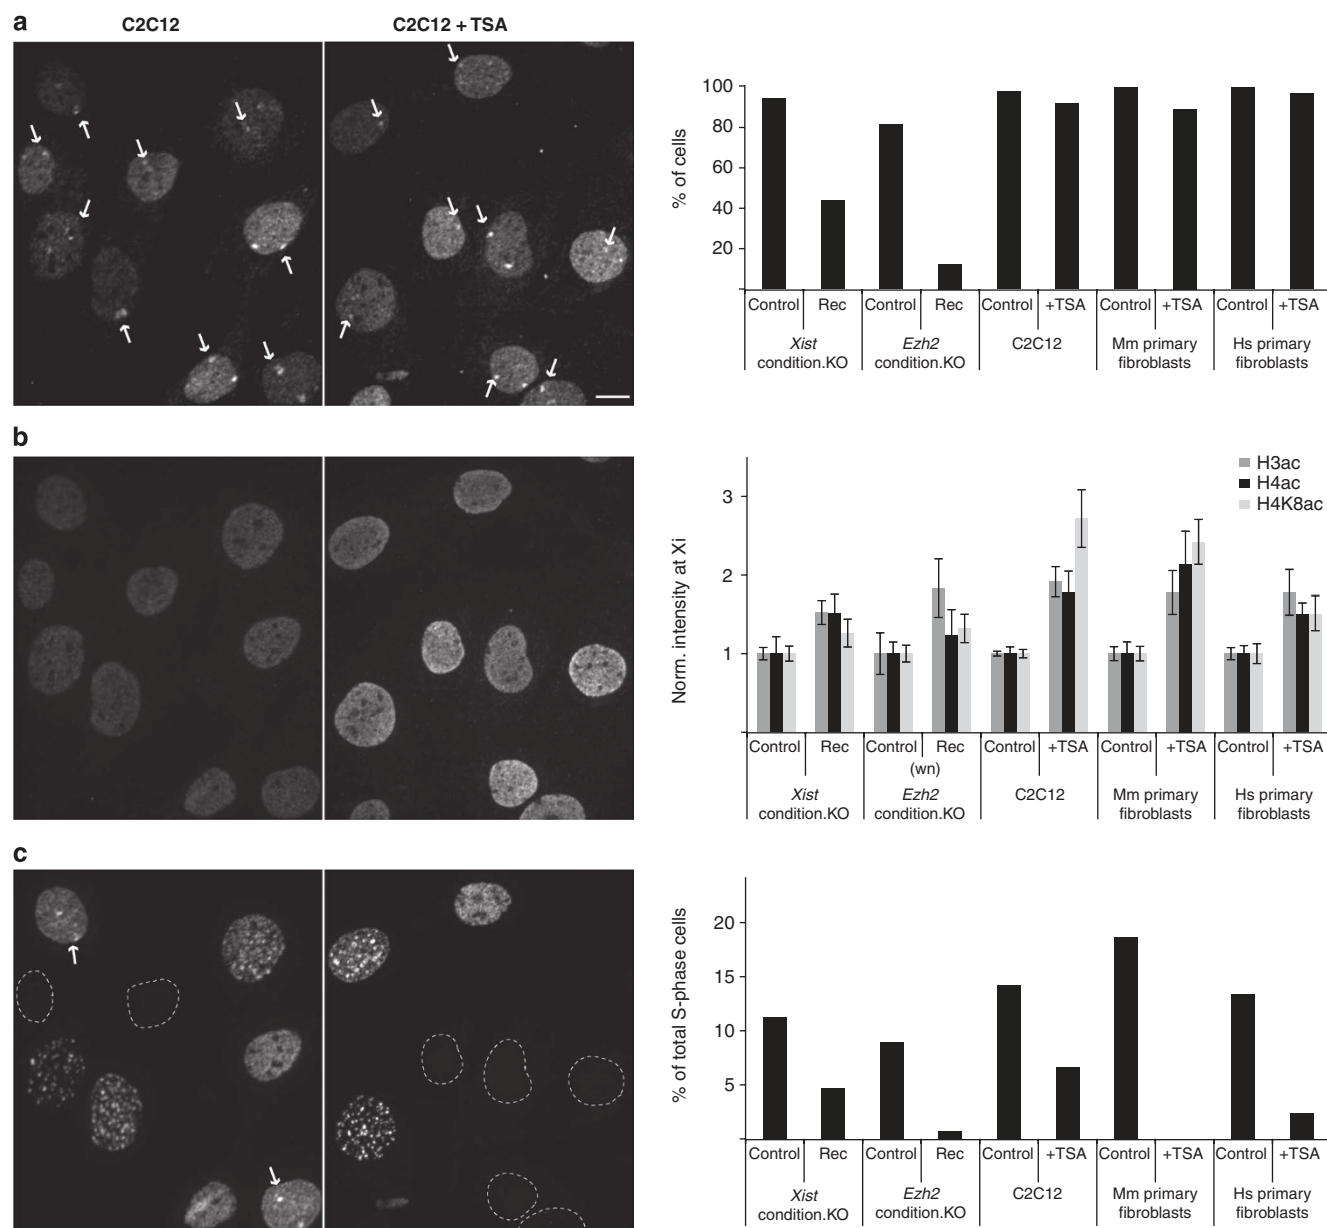 a
C2C12
C2C12 + TSA
% of cells
100
80
60
40
20
Control Rec Control Rec Control +TSA Control +TSA Control +TSA
Xist condition.KO
Ezh2 condition.KO
C2C12
Mm primary fibroblasts
Hs primary fibroblasts
b
Norm. intensity at Xi
3
2
1
H3ac
H4ac
H4K8ac
Control Rec Control Rec (wn) Control +TSA Control +TSA Control +TSA
Xist condition.KO
Ezh2 condition.KO
C2C12
Mm primary fibroblasts
Hs primary fibroblasts
c
% of total S-phase cells
20
15
10
5
Control Rec Control Rec Control +TSA Control +TSA Control +TSA
Xist condition.KO
Ezh2 condition.KO
C2C12
Mm primary fibroblasts
Hs primary fibroblasts